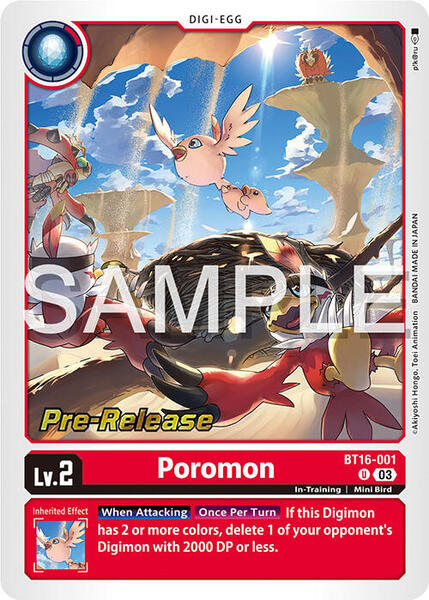 DIGI-EGG
p!k@ru
SAMPLE
©Akiyoshi Hongo, Toei Animation BANDAI MADE IN JAPAN
Pre-Release
BT16-001
Lv.2 Poromon U 03
In-Training | Mini Bird
Inherited Effect
When Attacking Once Per Turn If this Digimon
has 2 or more colors, delete 1 of your opponent's
Digimon with 2000 DP or less.